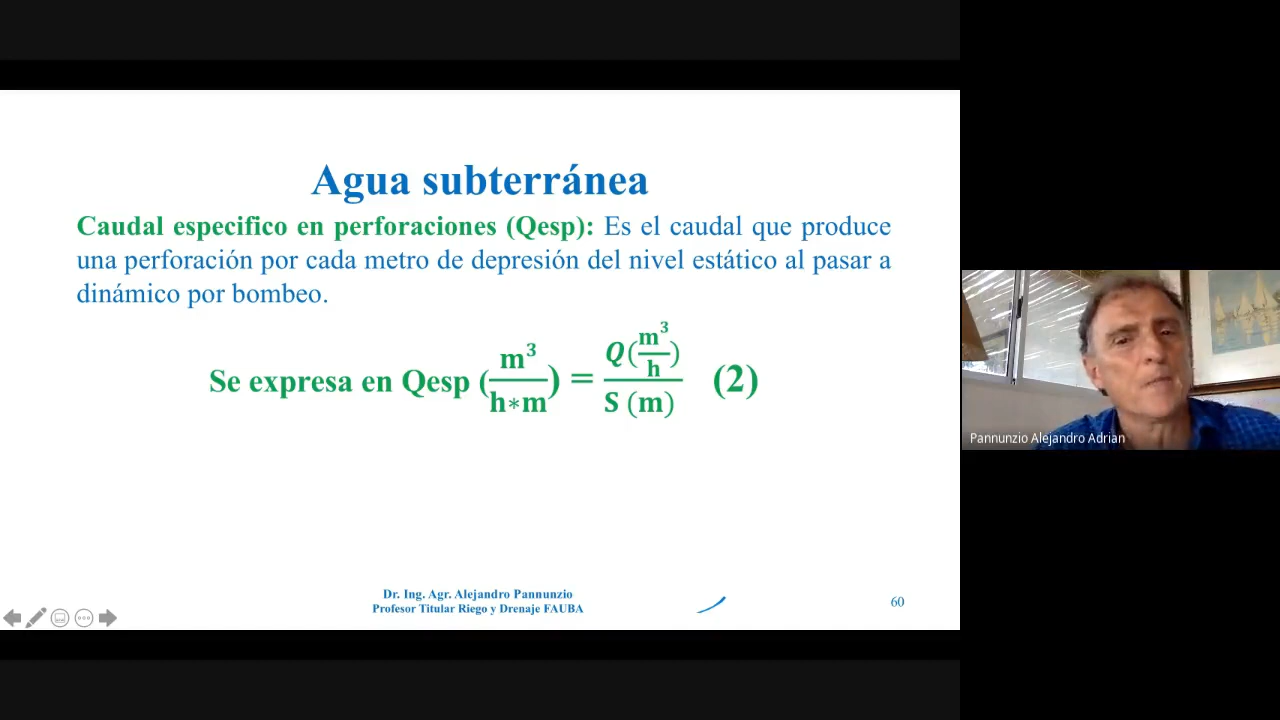 Agua subterránea
Caudal especifico en perforaciones (Qesp): Es el caudal que produce
una perforación por cada metro de depresión del nivel estático al pasar a
dinámico por bombeo.
Se expresa en Qesp (m³/h*m) = Q(m³/h)/S (m) (2)
Dr. Ing. Agr. Alejandro Pannunzio
Profesor Titular Riego y Drenaje FAUBA
60
Pannunzio Alejandro Adrian